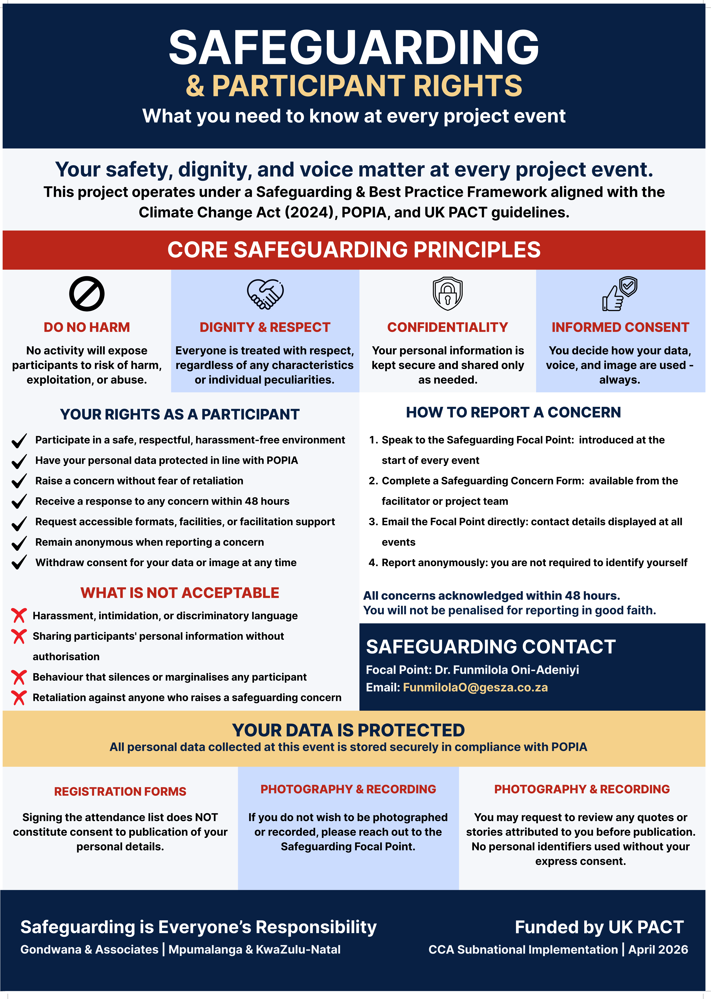 SAFEGUARDING
& PARTICIPANT RIGHTS
What you need to know at every project event
Your safety, dignity, and voice matter at every project event.
This project operates under a Safeguarding & Best Practice Framework aligned with the
Climate Change Act (2024), POPIA, and UK PACT guidelines.
CORE SAFEGUARDING PRINCIPLES
DO NO HARM
No activity will expose
participants to risk of harm,
exploitation, or abuse.
DIGNITY & RESPECT
Everyone is treated with respect,
regardless of any characteristics
or individual peculiarities.
CONFIDENTIALITY
Your personal information is
kept secure and shared only
as needed.
INFORMED CONSENT
You decide how your data,
voice, and image are used -
always.
YOUR RIGHTS AS A PARTICIPANT
Participate in a safe, respectful, harassment-free environment
Have your personal data protected in line with POPIA
Raise a concern without fear of retaliation
Receive a response to any concern within 48 hours
Request accessible formats, facilities, or facilitation support
Remain anonymous when reporting a concern
Withdraw consent for your data or image at any time
WHAT IS NOT ACCEPTABLE
Harassment, intimidation, or discriminatory language
Sharing participants' personal information without
authorisation
Behaviour that silences or marginalises any participant
Retaliation against anyone who raises a safeguarding concern
HOW TO REPORT A CONCERN
1. Speak to the Safeguarding Focal Point: introduced at the
start of every event
2. Complete a Safeguarding Concern Form: available from the
facilitator or project team
3. Email the Focal Point directly: contact details displayed at all
events
4. Report anonymously: you are not required to identify yourself
All concerns acknowledged within 48 hours.
You will not be penalised for reporting in good faith.
SAFEGUARDING CONTACT
Focal Point: Dr. Funmilola Oni-Adeniyi
Email: FunmilolaO@gesza.co.za
YOUR DATA IS PROTECTED
All personal data collected at this event is stored securely in compliance with POPIA
REGISTRATION FORMS
Signing the attendance list does NOT
constitute consent to publication of your
personal details.
PHOTOGRAPHY & RECORDING
If you do not wish to be photographed
or recorded, please reach out to the
Safeguarding Focal Point.
PHOTOGRAPHY & RECORDING
You may request to review any quotes or
stories attributed to you before publication.
No personal identifiers used without your
express consent.
Safeguarding is Everyone’s Responsibility
Gondwana & Associates | Mpumalanga & KwaZulu-Natal
Funded by UK PACT
CCA Subnational Implementation | April 2026